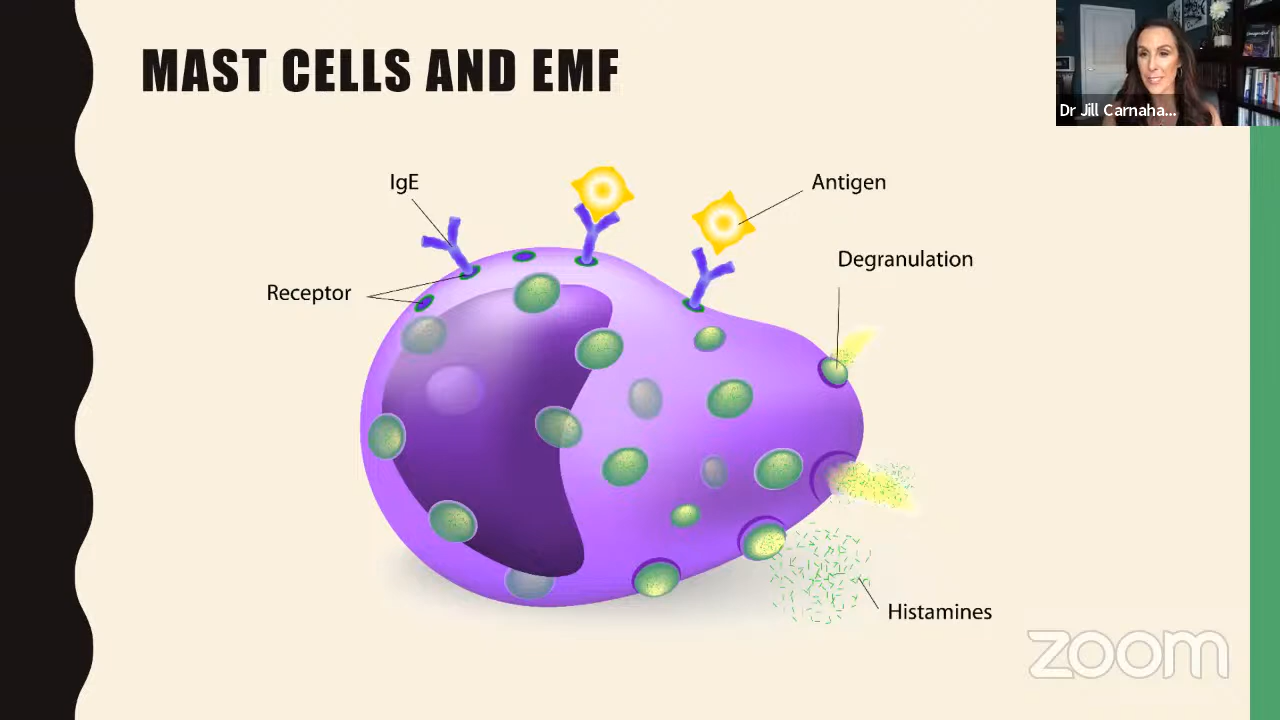 MAST CELLS AND EMF
Dr Jill Carnaha...
IgE
Antigen
Degranulation
Receptor
Histamines
zoom